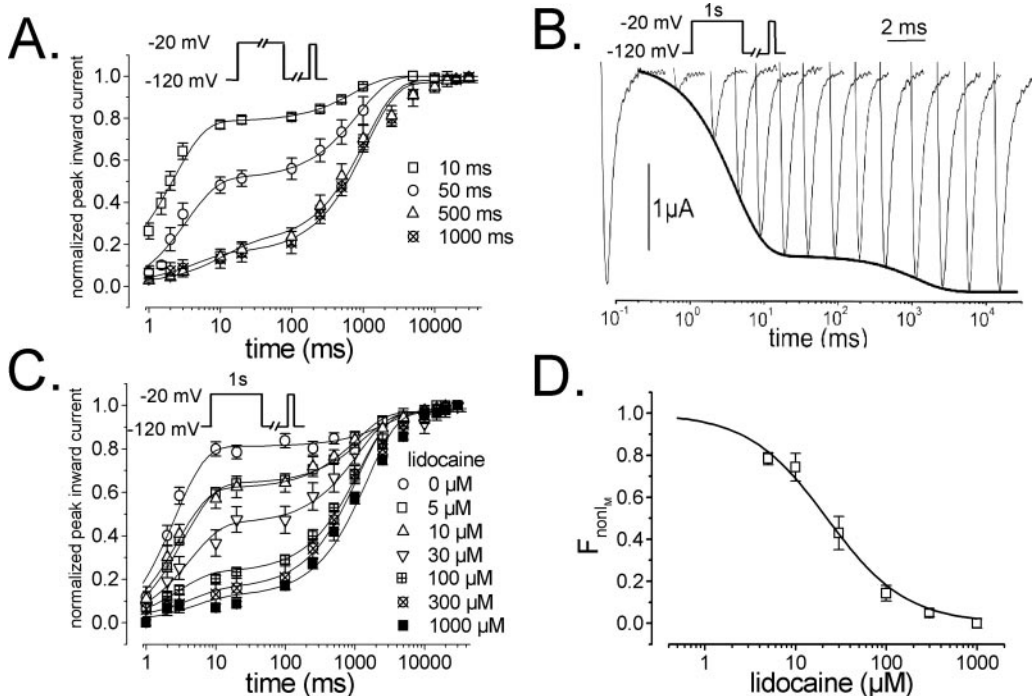 A.
-20 mV
-120 mV
normalized peak inward current
1.0
0.8
0.6
0.4
0.2
0.0
10 ms
50 ms
500 ms
1000 ms
1 10 100 1000 10000
time (ms)
B.
1s
-20 mV
-120 mV
2 ms
1µA
10⁻¹ 10⁰ 10¹ 10² 10³ 10⁴
time (ms)
C.
1s
-20 mV
-120 mV
normalized peak inward current
1.0
0.8
0.6
0.4
0.2
0.0
lidocaine
0 µM
5 µM
10 µM
30 µM
100 µM
300 µM
1000 µM
1 10 100 1000 10000
time (ms)
D.
F nonI M
1.0
0.8
0.6
0.4
0.2
0.0
1 10 100 1000
lidocaine (µM)